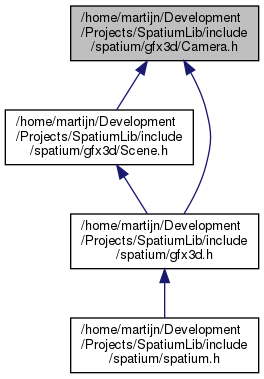 /home/martijn/Development
/Projects/SpatiumLib/include
/spatium/gfx3d/Camera.h
/home/martijn/Development
/Projects/SpatiumLib/include
/spatium/gfx3d/Scene.h
/home/martijn/Development
/Projects/SpatiumLib/include
/spatium/gfx3d.h
/home/martijn/Development
/Projects/SpatiumLib/include
/spatium/spatium.h